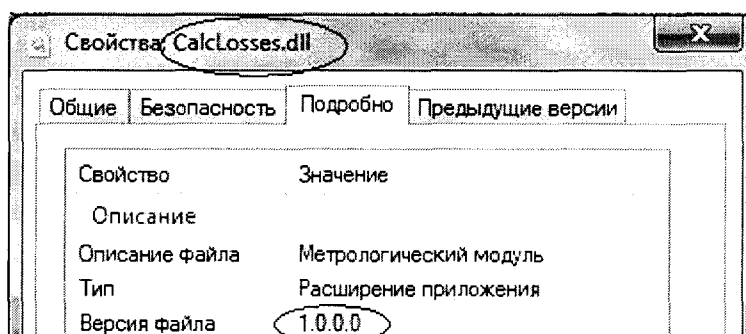 Свойства: CalcLosses.dll
Общие Безопасность Подробно Предыдущие версии
Свойство Значение
Описание
Описание файла Метрологический модуль
Тип Расширение приложения
Версия файла 1.0.0.0